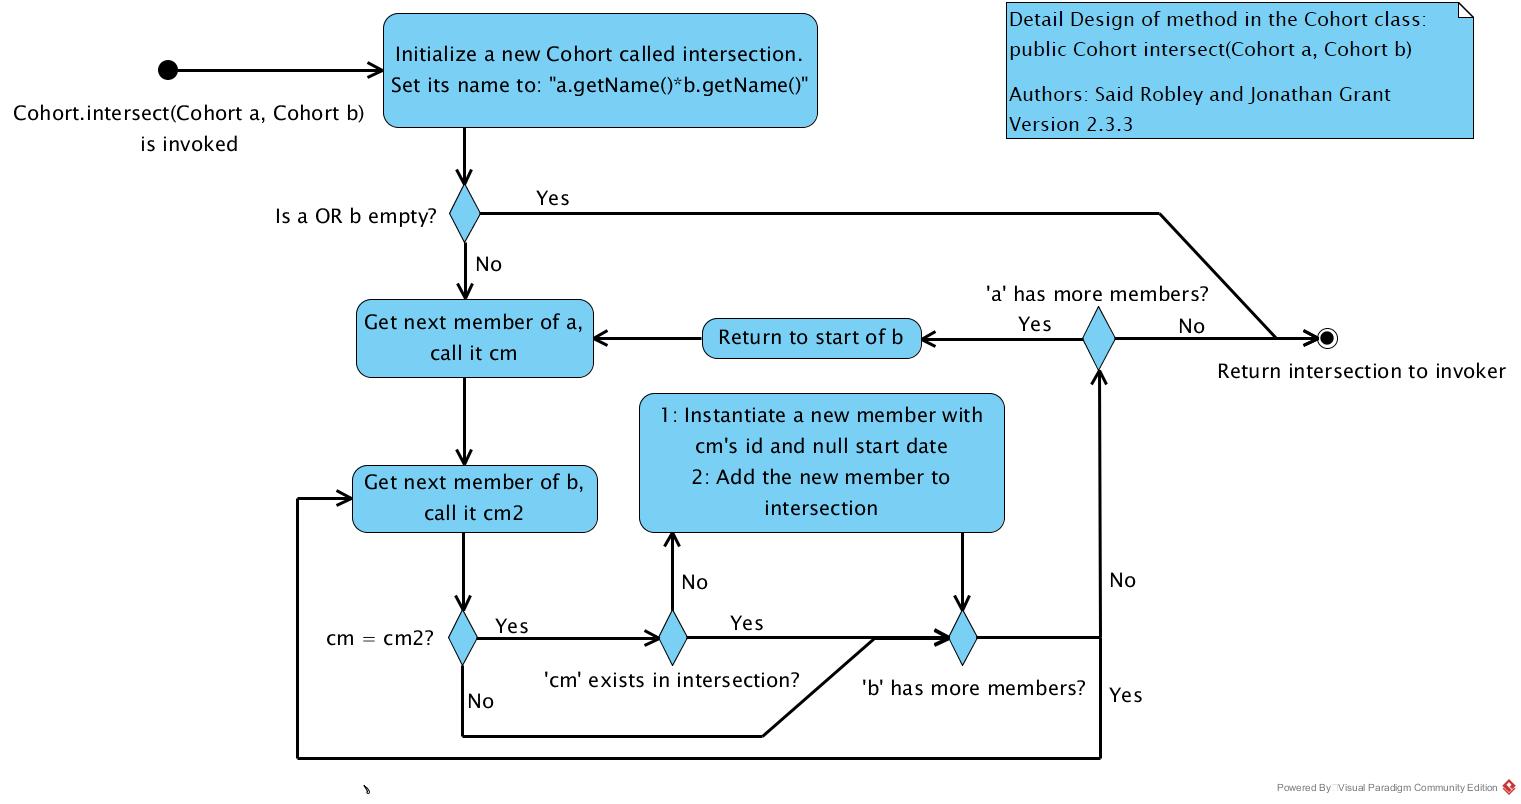 Detail Design of method in the Cohort class:
public Cohort intersect(Cohort a, Cohort b)
Authors: Said Robley and Jonathan Grant
Version 2.3.3
Cohort.intersect(Cohort a, Cohort b)
is invoked
Initialize a new Cohort called intersection.
Set its name to: "a.getName()*b.getName()"
Is a OR b empty?
Yes
No
Get next member of a,
call it cm
Return to start of b
'a' has more members?
Yes
No
Return intersection to invoker
Get next member of b,
call it cm2
1: Instantiate a new member with
cm's id and null start date
2: Add the new member to
intersection
cm = cm2?
Yes
No
'cm' exists in intersection?
No
Yes
'b' has more members?
No
Yes
Powered By Visual Paradigm Community Edition